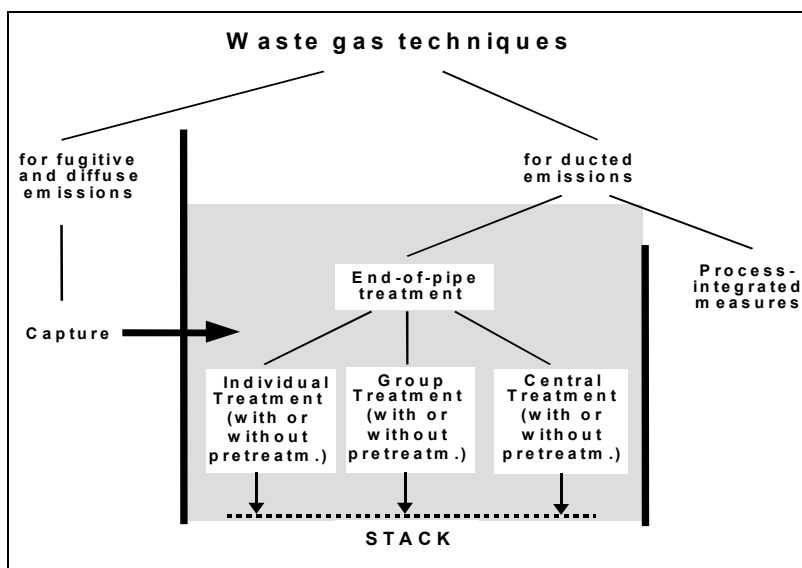 Waste gas techniques
for fugitive
and diffuse
emissions
for ducted
emissions
End-of-pipe
treatment
Process-
integrated
measures
Capture
Individual
Treatment
(with or
without
pretreatm.)
Group
Treatment
(with or
without
pretreatm.)
Central
Treatment
(with or
without
pretreatm.)
STACK